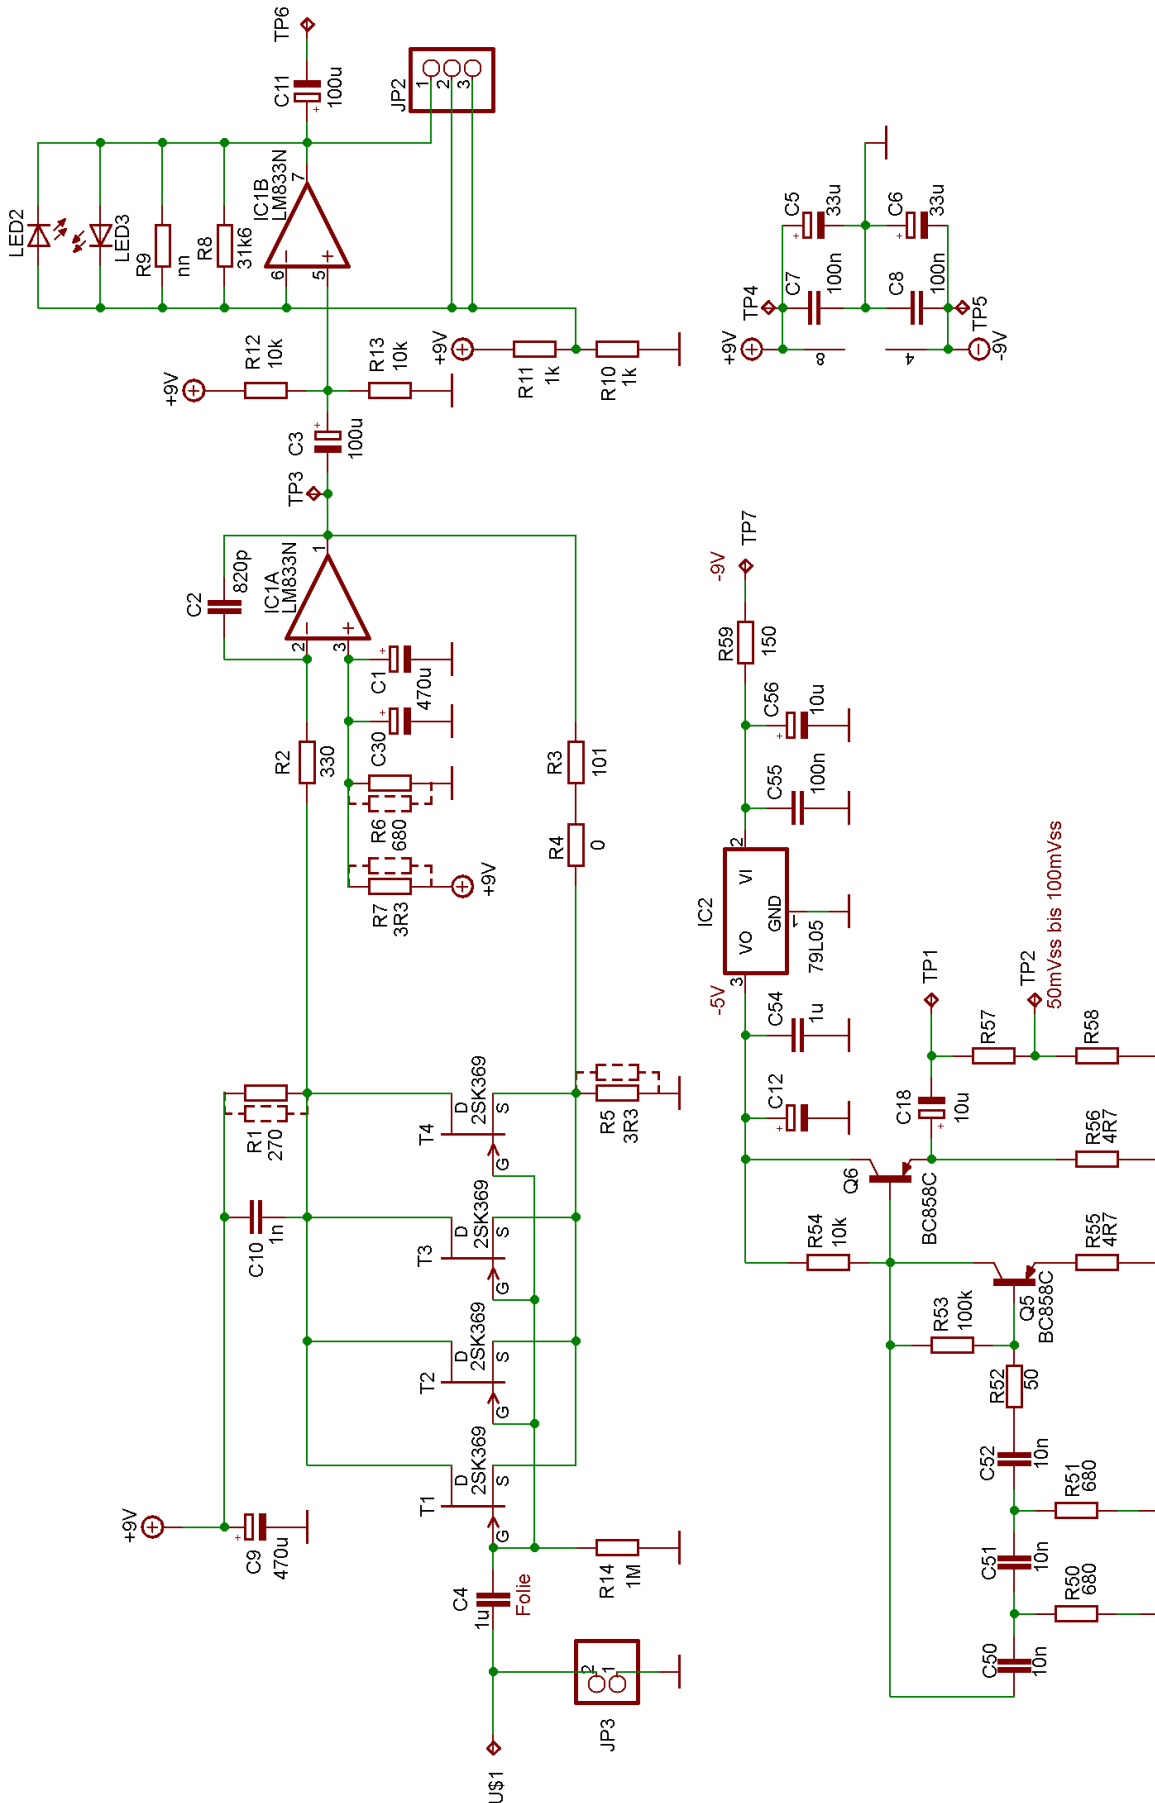 TP6
C11
+
100u
JP2
1
2
3
LED2
LED3
R9
nn
R8
31k6
IC1B
LM833N
6
5
7
R12
10k
+9V
R13
10k
+9V
R11
1k
R10
1k
C3
+
100u
TP3
C2
820p
IC1A
LM833N
2
3
1
C1
470u
+
C30
+
R2
330
R6
680
R7
3R3
+9V
R3
101
R4
0
R1
270
C10
1n
T4
D
2SK369
S
G
T3
D
2SK369
S
G
T2
D
2SK369
S
G
T1
D
2SK369
S
G
R5
3R3
+9V
C9
+
470u
C4
1u
Folie
R14
1M
JP3
2
1
U$1
+9V
TP4
C7
100n
C5
+
33u
C8
100n
C6
+
33u
TP5
-9V
8
4
-9V
TP7
R59
150
C56
+
10u
C55
100n
IC2
VI
VO
GND
79L05
2
1
3
-5V
C54
1u
C12
+
Q6
BC858C
R54
10k
C18
+
10u
TP1
R57
TP2
50mVss bis 100mVss
R58
R56
4R7
R55
4R7
Q5
BC858C
R53
100k
R52
50
C52
10n
R51
680
C51
10n
R50
680
C50
10n